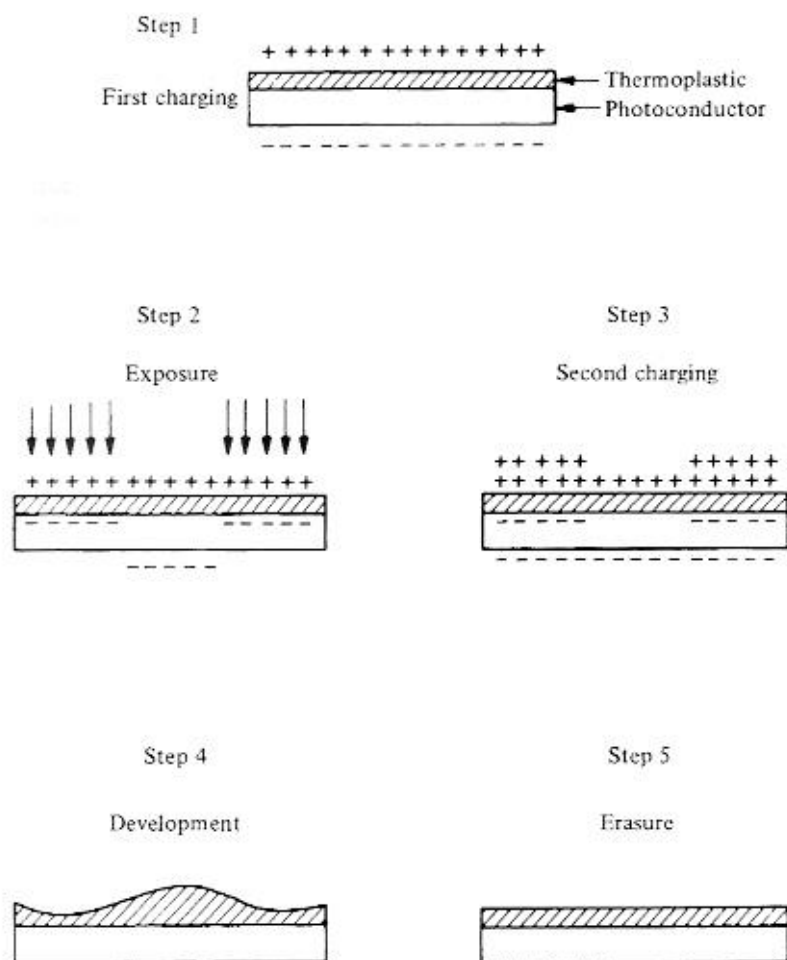 Step 1
+ + + + + + + + + + + + + + + + +
Thermoplastic
First charging
Photoconductor
Step 2
Step 3
Exposure
Second charging
Step 4
Step 5
Development
Erasure